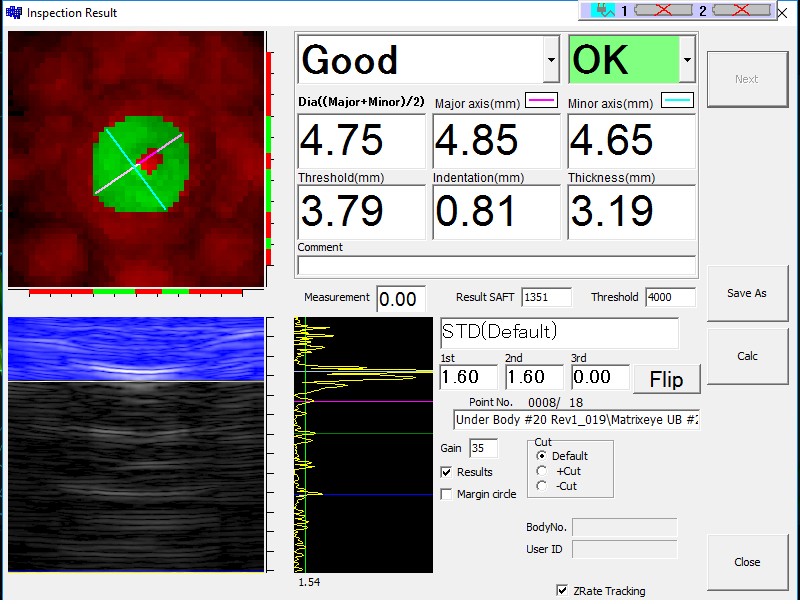 Inspection Result
1
2
Good
OK
Next
Dia((Major+Minor)/2)
Major axis(mm)
Minor axis(mm)
4.75
4.85
4.65
Threshold(mm)
Indentation(mm)
Thickness(mm)
3.79
0.81
3.19
Comment
Measurement
0.00
Result SAFT
1351
Threshold
4000
Save As
STD(Default)
Calc
1st
2nd
3rd
1.60
1.60
0.00
Flip
Point No.
0008/ 18
Under Body #20 Rev1_019\Matrixeye UB #2
Gain
35
Cut
Default
+Cut
-Cut
Results
Margin circle
BodyNo.
User ID
Close
1.54
ZRate Tracking